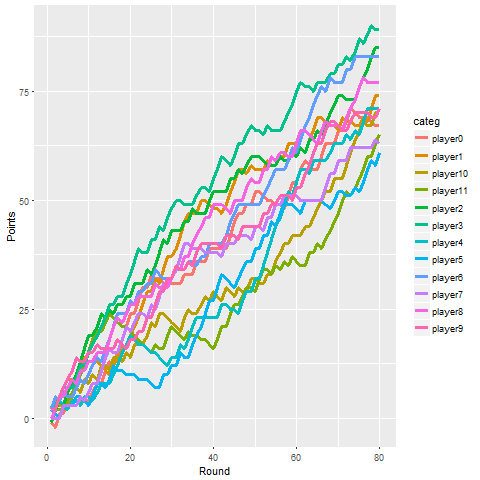 75
50
25
0
Points
0
20
40
60
80
Round
categ
player0
player1
player10
player11
player2
player3
player4
player5
player6
player7
player8
player9